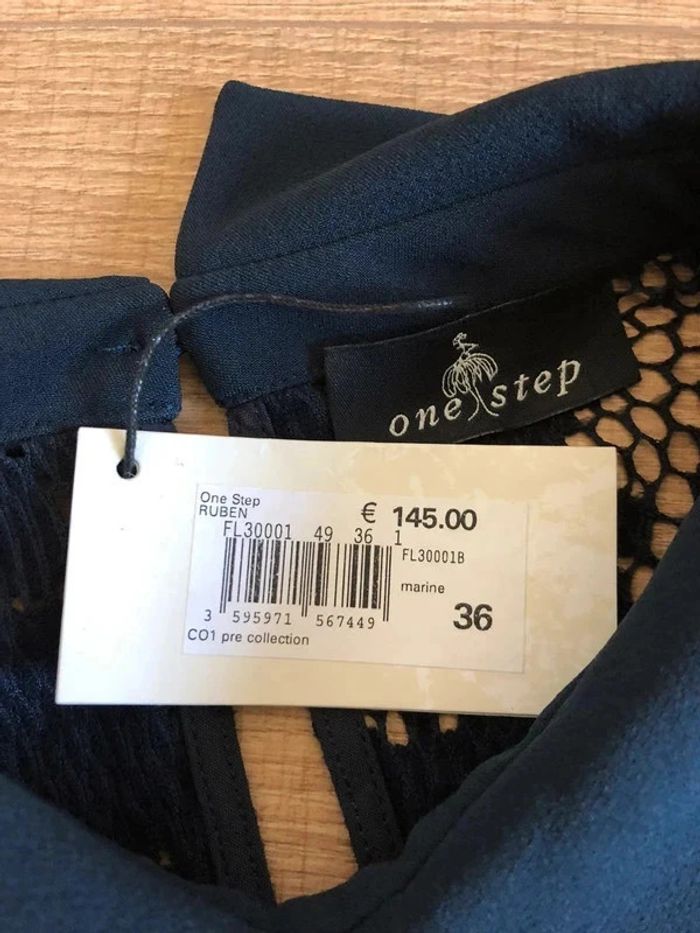 one step
One Step
RUBEN
€ 145.00
FL30001 49 36 1
FL30001B
marine
36
3 595971 567449
CO1 pre collection